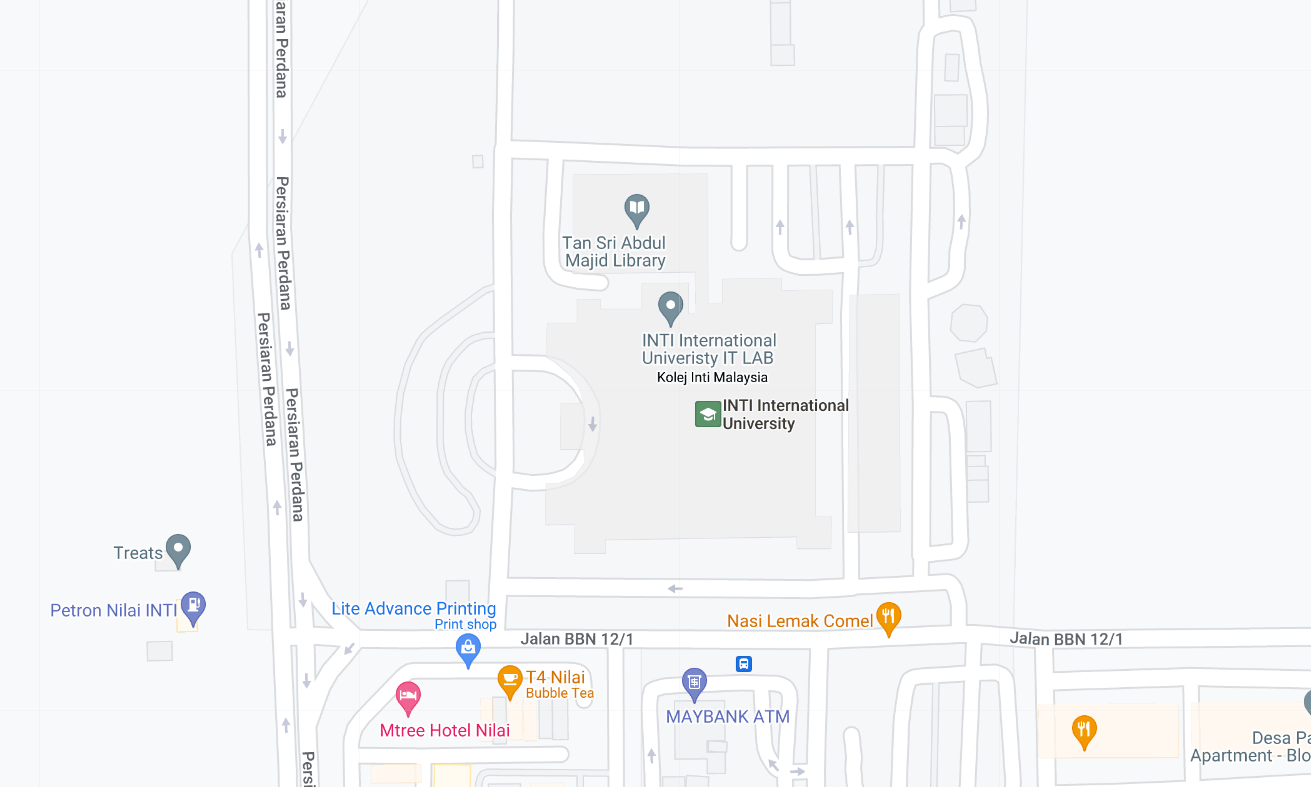 aran Perdana
Persiaran Perdana
Tan Sri Abdul
Majid Library
Persiaran Perdana
INTI International
Univeristy IT LAB
Kolej Inti Malaysia
Persiaran Perdana
INTI International
University
Treats
Petron Nilai INTI
Lite Advance Printing
Print shop
Nasi Lemak Comel
Jalan BBN 12/1
Jalan BBN 12/1
T4 Nilai
Bubble Tea
MAYBANK ATM
Mtree Hotel Nilai
Desa Pa
Apartment - Blo
Persi